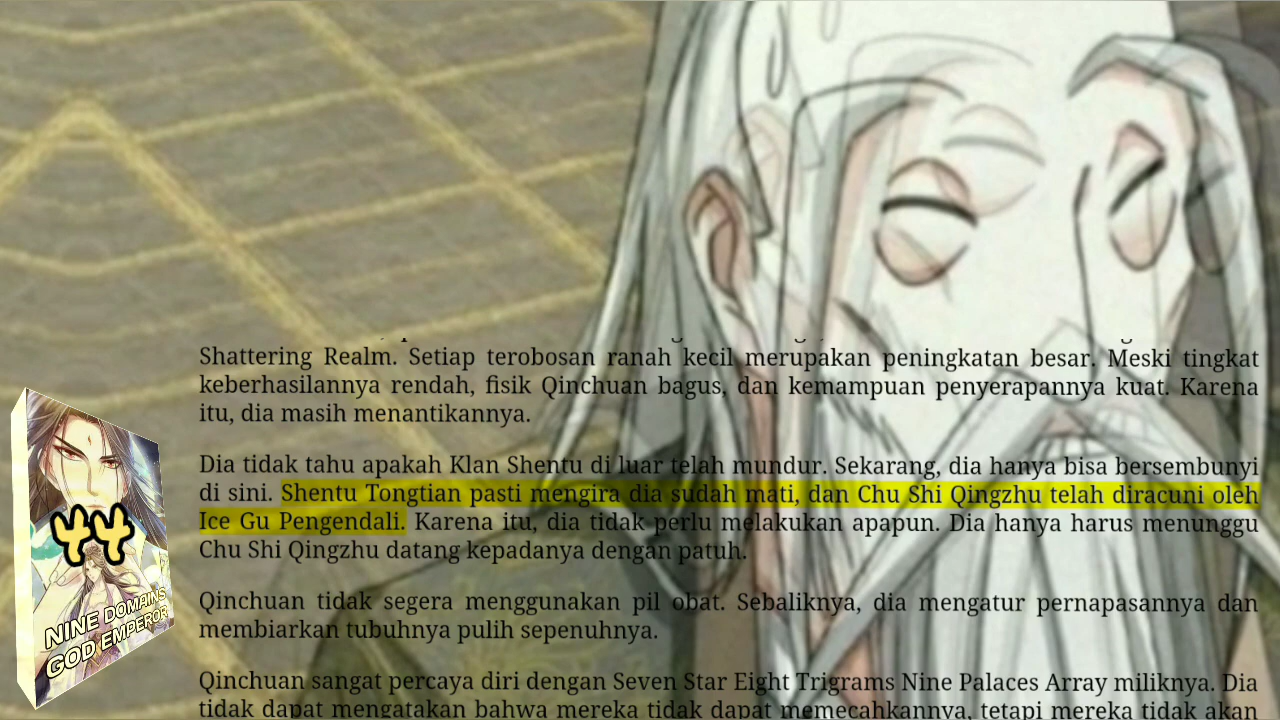 Shattering Realm. Setiap terobosan ranah kecil merupakan peningkatan besar. Meski tingkat
keberhasilannya rendah, fisik Qinchuan bagus, dan kemampuan penyerapannya kuat. Karena
itu, dia masih menantikannya.
Dia tidak tahu apakah Klan Shentu di luar telah mundur. Sekarang, dia hanya bisa bersembunyi
di sini. Shentu Tongtian pasti mengira dia sudah mati, dan Chu Shi Qingzhu telah diracuni oleh
Ice Gu Pengendali. Karena itu, dia tidak perlu melakukan apapun. Dia hanya harus menunggu
Chu Shi Qingzhu datang kepadanya dengan patuh.
Qinchuan tidak segera menggunakan pil obat. Sebaliknya, dia mengatur pernapasannya dan
membiarkan tubuhnya pulih sepenuhnya.
Qinchuan sangat percaya diri dengan Seven Star Eight Trigrams Nine Palaces Array miliknya. Dia
tidak dapat mengatakan bahwa mereka tidak dapat memecahkannya, tetapi mereka tidak akan
44
NINE DOMAINS
GOD EMPEROR